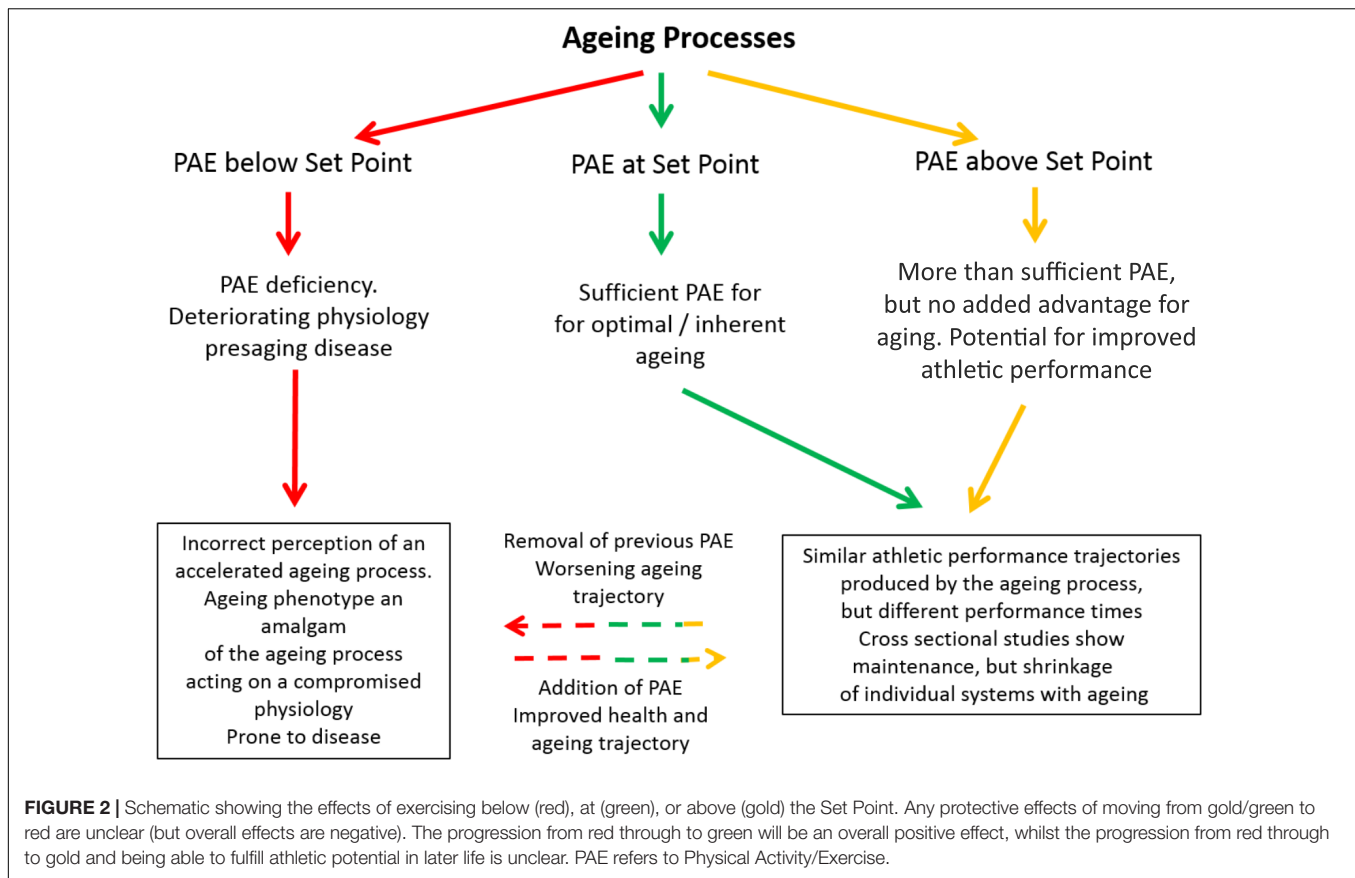 Ageing Processes
PAE below Set Point
PAE at Set Point
PAE above Set Point
PAE deficiency.
Deteriorating physiology
presaging disease
Sufficient PAE for
for optimal / inherent
ageing
More than sufficient PAE,
but no added advantage for
aging. Potential for improved
athletic performance
Incorrect perception of an
accelerated ageing process.
Ageing phenotype an
amalgam
of the ageing process
acting on a compromised
physiology
Prone to disease
Removal of previous PAE
Worsening ageing
trajectory
Addition of PAE
Improved health and
ageing trajectory
Similar athletic performance trajectories
produced by the ageing process,
but different performance times
Cross sectional studies show
maintenance, but shrinkage
of individual systems with ageing
FIGURE 2 | Schematic showing the effects of exercising below (red), at (green), or above (gold) the Set Point. Any protective effects of moving from gold/green to
red are unclear (but overall effects are negative). The progression from red through to green will be an overall positive effect, whilst the progression from red through
to gold and being able to fulfill athletic potential in later life is unclear. PAE refers to Physical Activity/Exercise.